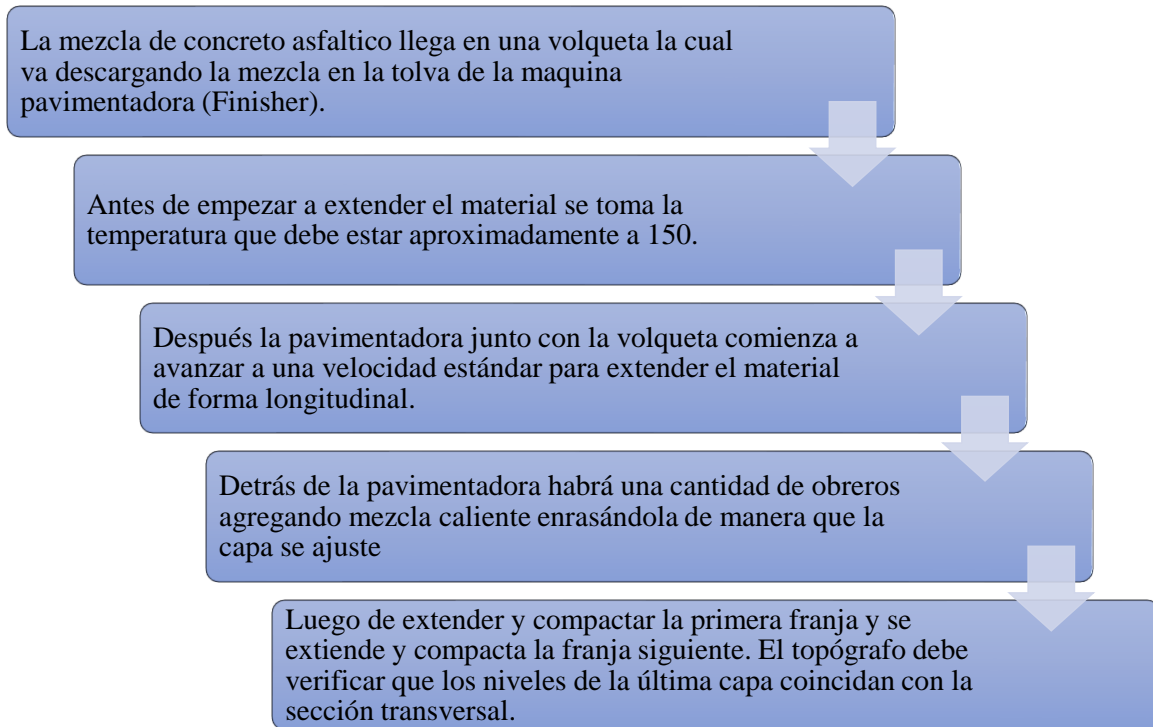 La mezcla de concreto asfaltico llega en una volqueta la cual
va descargando la mezcla en la tolva de la maquina
pavimentadora (Finisher).
Antes de empezar a extender el material se toma la
temperatura que debe estar aproximadamente a 150.
Después la pavimentadora junto con la volqueta comienza a
avanzar a una velocidad estándar para extender el material
de forma longitudinal.
Detrás de la pavimentadora habrá una cantidad de obreros
agregando mezcla caliente enrasándola de manera que la
capa se ajuste
Luego de extender y compactar la primera franja y se
extiende y compacta la franja siguiente. El topógrafo debe
verificar que los niveles de la última capa coincidan con la
sección transversal.